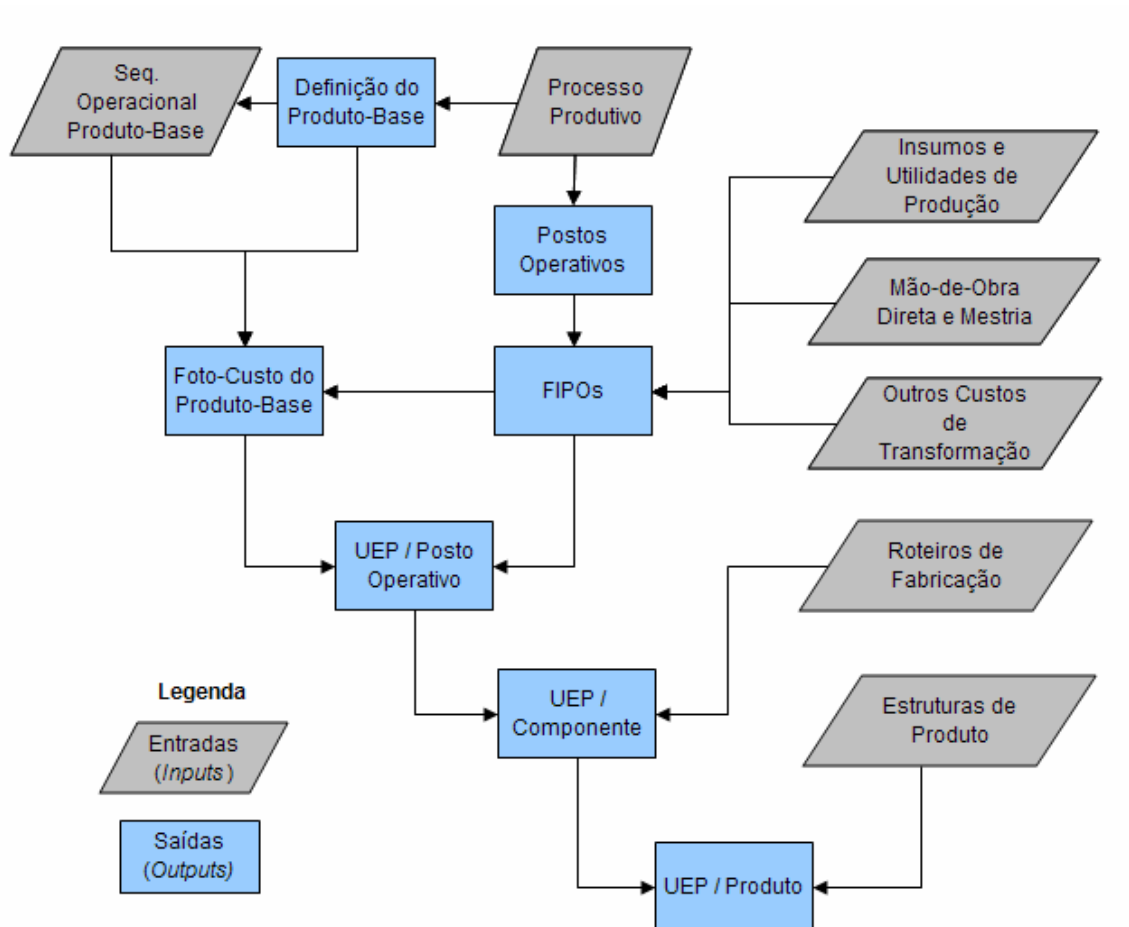 Seq.
Operacional
Produto-Base
Definição do
Produto-Base
Processo
Produtivo
Insumos e
Utilidades de
Produção
Postos
Operativos
Mão-de-Obra
Direta e Mestria
Foto-Custo do
Produto-Base
FIPOs
Outros Custos
de
Transformação
UEP / Posto
Operativo
Roteiros de
Fabricação
UEP /
Componente
Estruturas de
Produto
Legenda
Entradas
(Inputs)
Saídas
(Outputs)
UEP / Produto